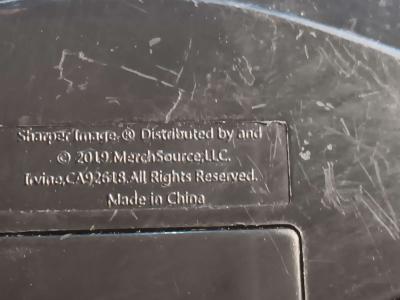 Sharper Image ® Distributed by and
© 2019 MerchSource,LLC.
Irvine,CA92618.All Rights Reserved.
Made in China